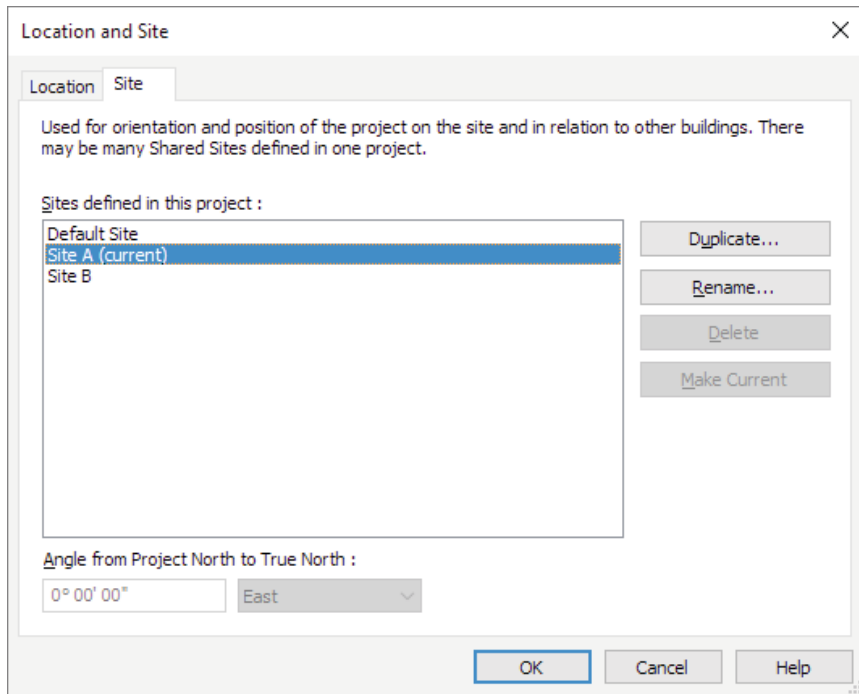 Location and Site
Location
Site
Used for orientation and position of the project on the site and in relation to other buildings. There
may be many Shared Sites defined in one project.
Sites defined in this project :
Default Site
Site A (current)
Site B
Duplicate...
Rename...
Delete
Make Current
Angle from Project North to True North :
0° 00' 00"
East
OK
Cancel
Help